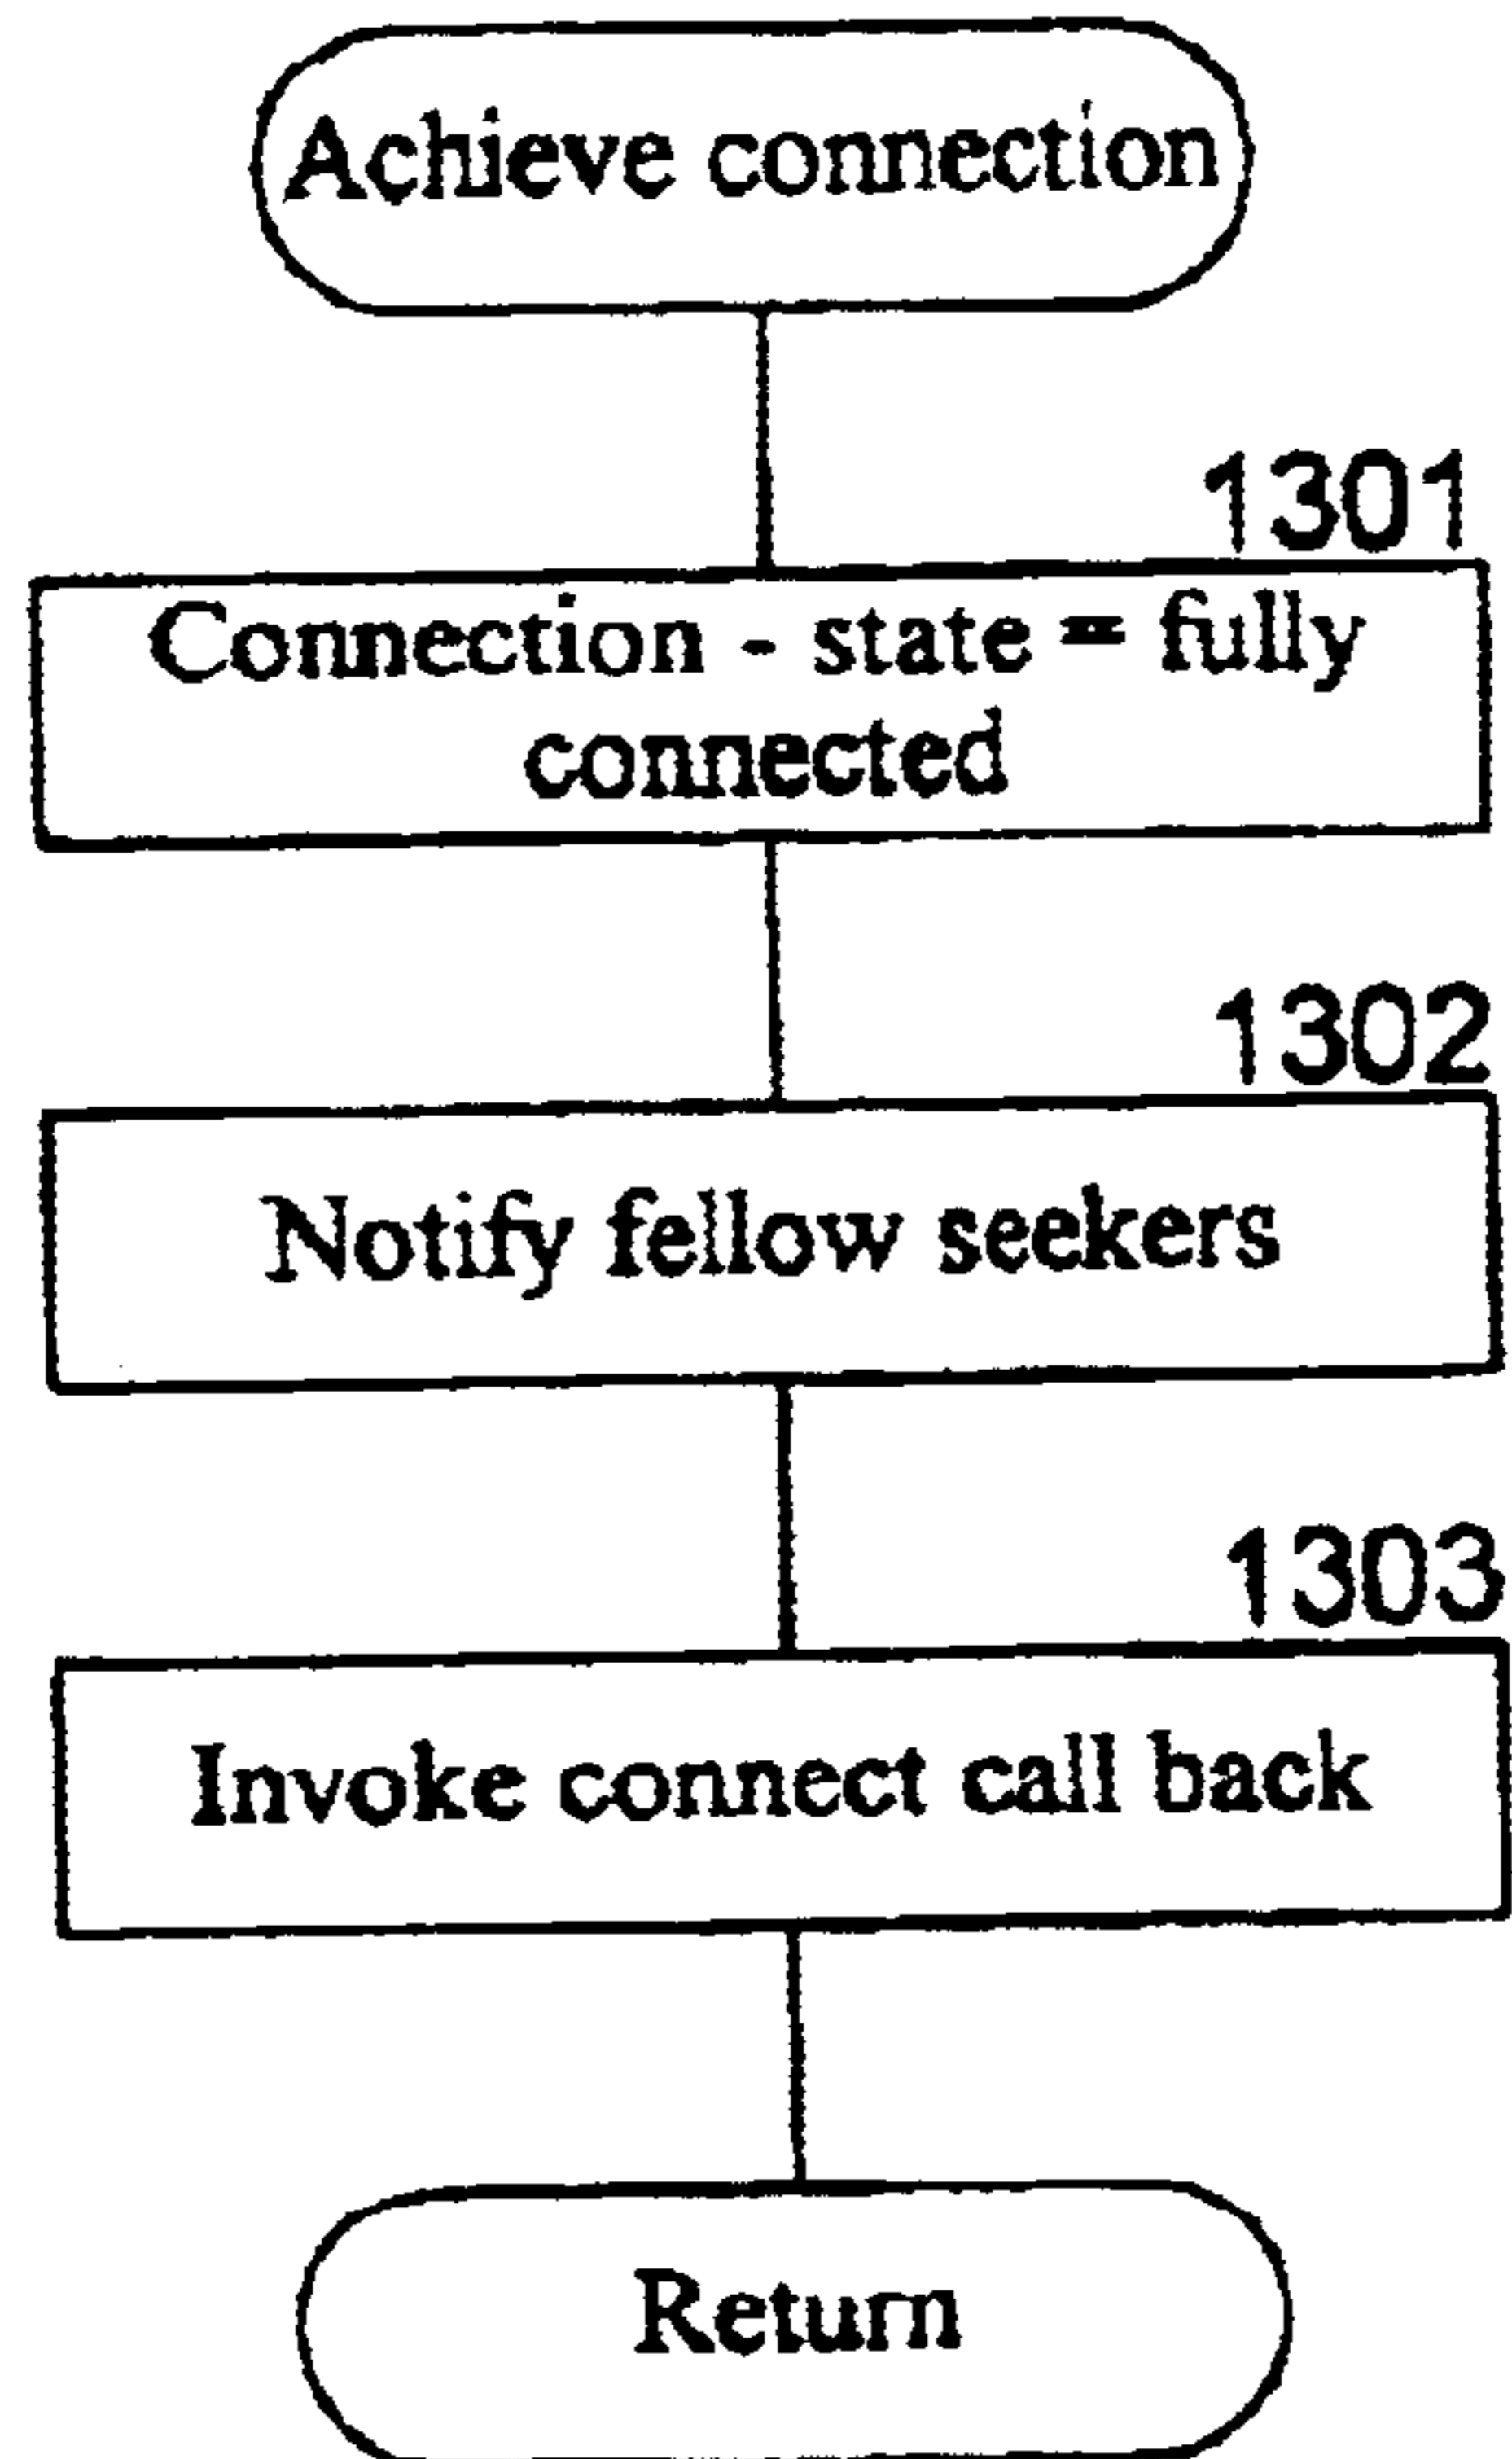 Achieve connection
1301
Connection - state = fully
connected
1302
Notify fellow seekers
1303
Invoke connect call back
Return